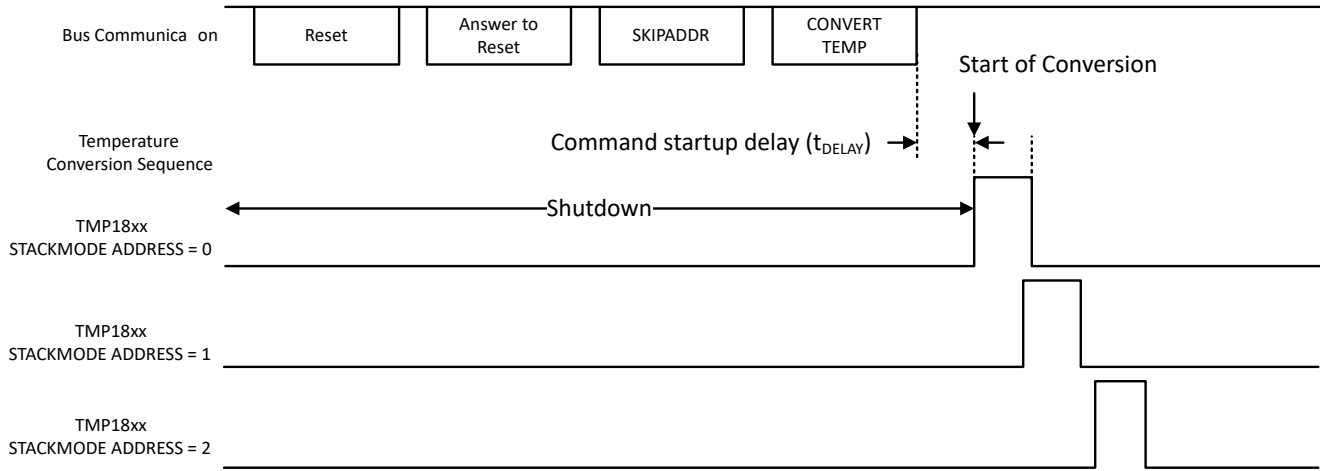 Bus Communica on
Reset
Answer to
Reset
SKIPADDR
CONVERT
TEMP
Start of Conversion
Temperature
Conversion Sequence
Command startup delay (tDELAY)
Shutdown
TMP18xx
STACKMODE ADDRESS = 0
TMP18xx
STACKMODE ADDRESS = 1
TMP18xx
STACKMODE ADDRESS = 2